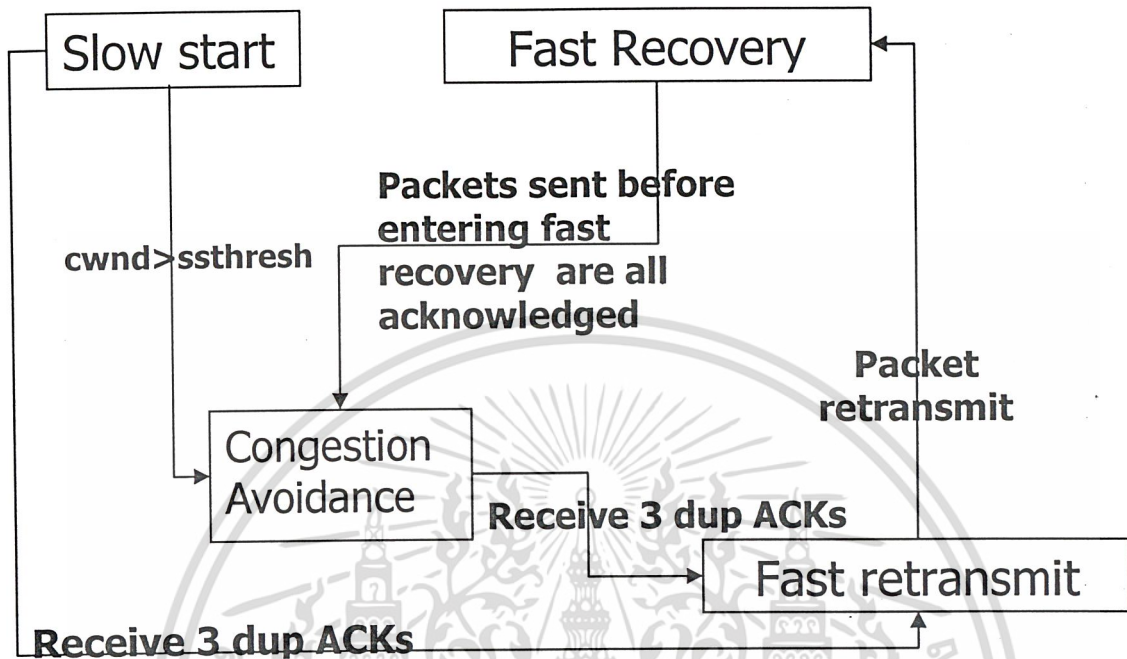 Slow start
Fast Recovery
Packets sent before
entering fast
recovery are all
acknowledged
cwnd>ssthresh
Packet
retransmit
Congestion
Avoidance
Receive 3 dup ACKs
Fast retransmit
Receive 3 dup ACKs